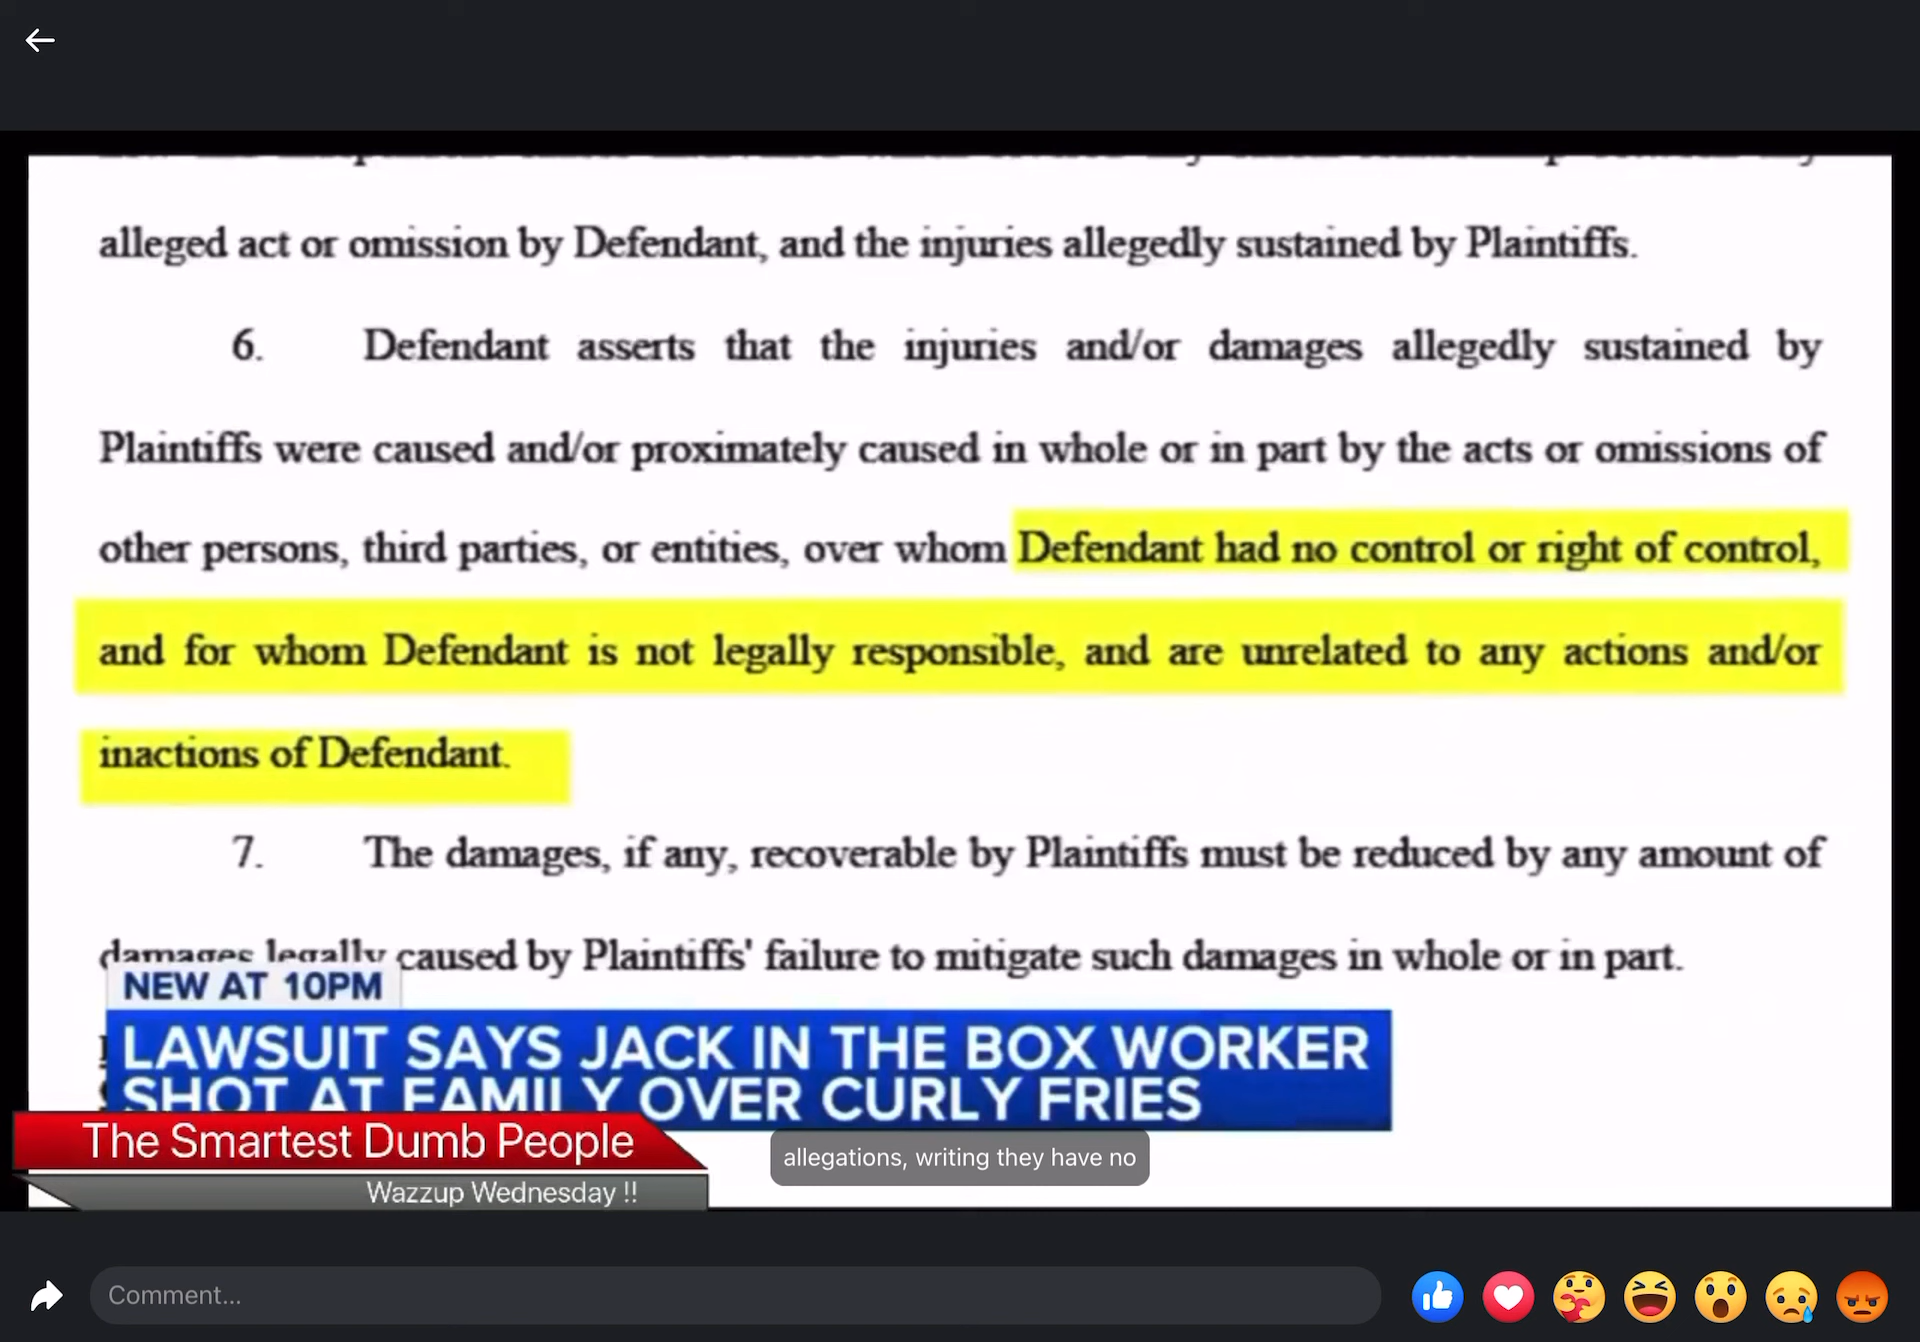 alleged act or omission by Defendant, and the injuries allegedly sustained by Plaintiffs.
6. Defendant asserts that the injuries and/or damages allegedly sustained by
Plaintiffs were caused and/or proximately caused in whole or in part by the acts or omissions of
other persons, third parties, or entities, over whom Defendant had no control or right of control,
and for whom Defendant is not legally responsible, and are unrelated to any actions and/or
inactions of Defendant.
7. The damages, if any, recoverable by Plaintiffs must be reduced by any amount of
damages legally caused by Plaintiffs' failure to mitigate such damages in whole or in part.
NEW AT 10PM
LAWSUIT SAYS JACK IN THE BOX WORKER
SHOT AT FAMILY OVER CURLY FRIES
The Smartest Dumb People
allegations, writing they have no
Wazzup Wednesday !!
Comment...